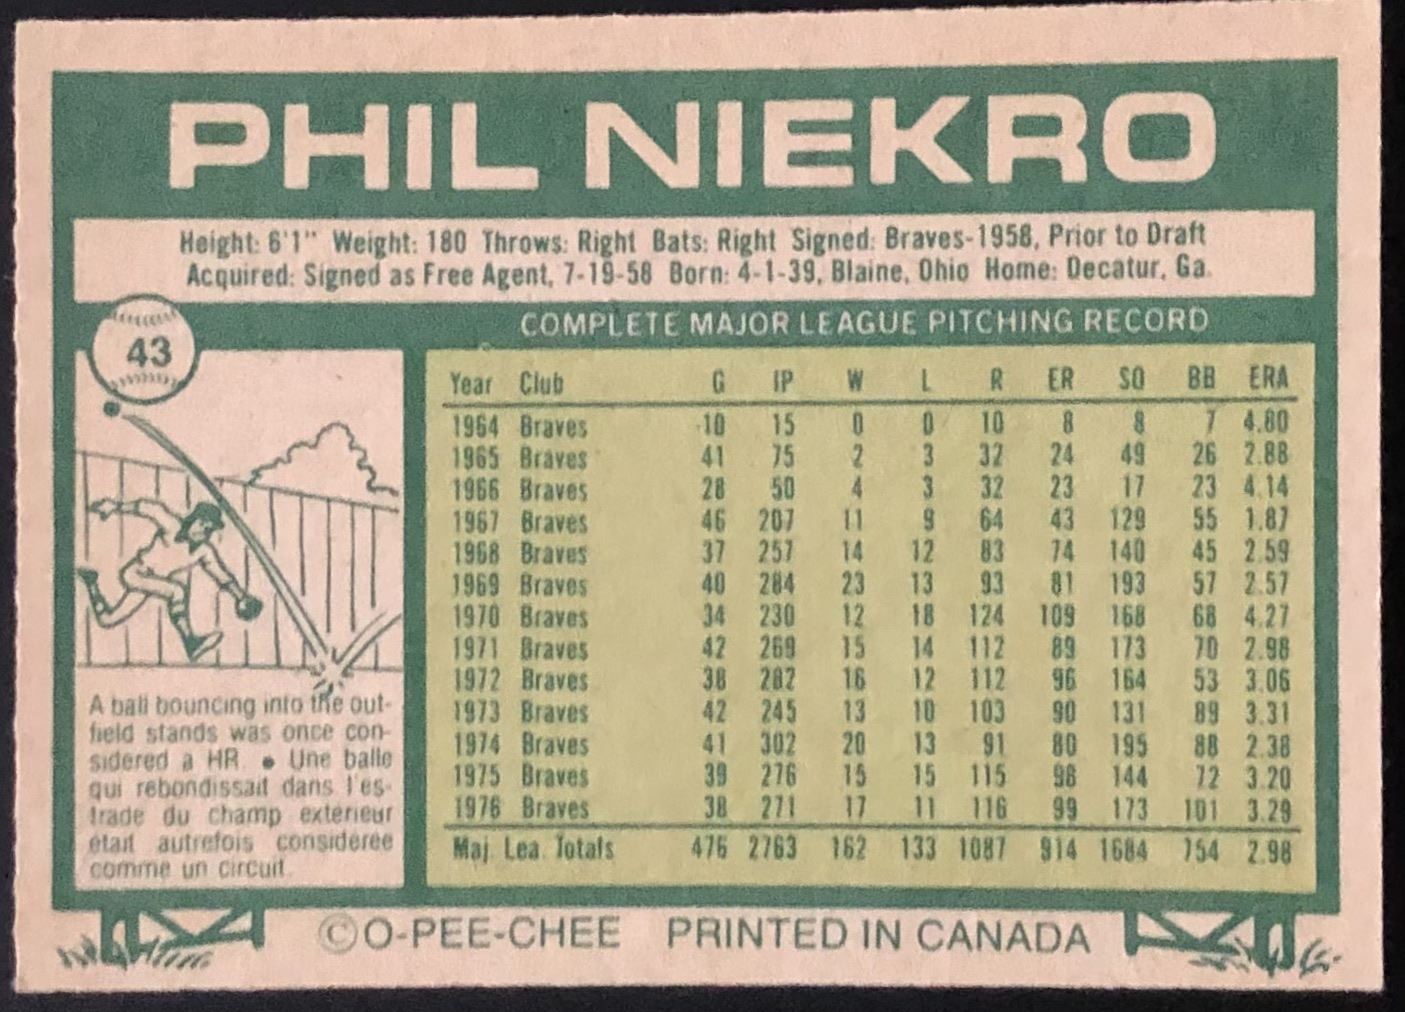 PHIL NIEKRO
Height: 6'1" Weight: 180 Throws: Right Bats: Right Signed: Braves-1958, Prior to Draft
Acquired: Signed as Free Agent, 7-19-58 Born: 4-1-39, Blaine, Ohio Home: Decatur, Ga.
43
COMPLETE MAJOR LEAGUE PITCHING RECORD
Year Club G IP W L R ER SO BB ERA
1964 Braves 10 15 0 0 10 8 8 7 4.80
1965 Braves 41 75 2 3 32 24 49 26 2.88
1966 Braves 28 50 4 3 32 23 17 23 4.14
1967 Braves 46 207 11 9 64 43 129 55 1.87
1968 Braves 37 257 14 12 83 74 140 45 2.59
1969 Braves 40 284 23 13 93 81 193 57 2.57
1970 Braves 34 230 12 18 124 109 168 68 4.27
1971 Braves 42 269 15 14 112 89 173 70 2.98
1972 Braves 38 282 16 12 112 96 164 53 3.06
1973 Braves 42 245 13 10 103 90 131 89 3.31
1974 Braves 41 302 20 13 91 80 195 88 2.38
1975 Braves 39 276 15 15 115 98 144 72 3.20
1976 Braves 38 271 17 11 116 99 173 101 3.29
Maj. Lea. Totals 476 2763 162 133 1087 914 1684 754 2.98
A ball bouncing into the out-
field stands was once con-
sidered a HR. • Une balle
qui rebondissait dans l'es-
trade du champ extérieur
était autrefois considérée
comme un circuit.
©O-PEE-CHEE PRINTED IN CANADA